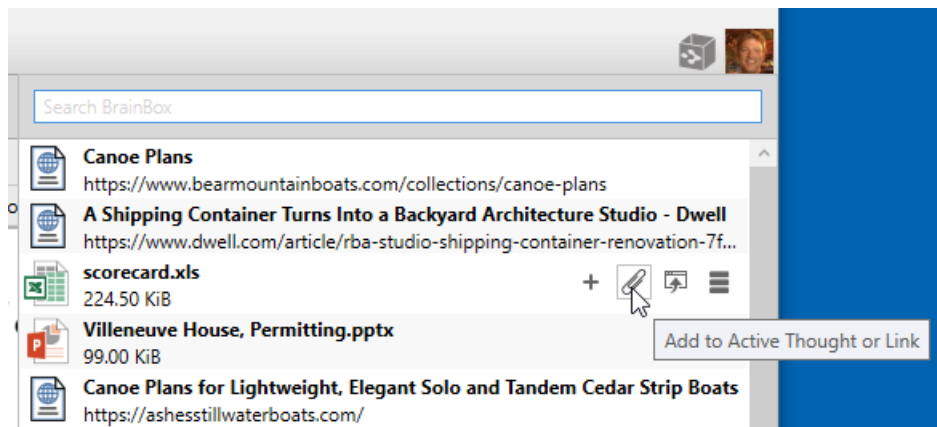 Search BrainBox
Canoe Plans
https://www.bearmountainboats.com/collections/canoe-plans
A Shipping Container Turns Into a Backyard Architecture Studio - Dwell
https://www.dwell.com/article/rba-studio-shipping-container-renovation-7f...
scorecard.xls
224.50 KiB
Villeneuve House, Permitting.pptx
99.00 KiB
Add to Active Thought or Link
Canoe Plans for Lightweight, Elegant Solo and Tandem Cedar Strip Boats
https://ashesstillwaterboats.com/